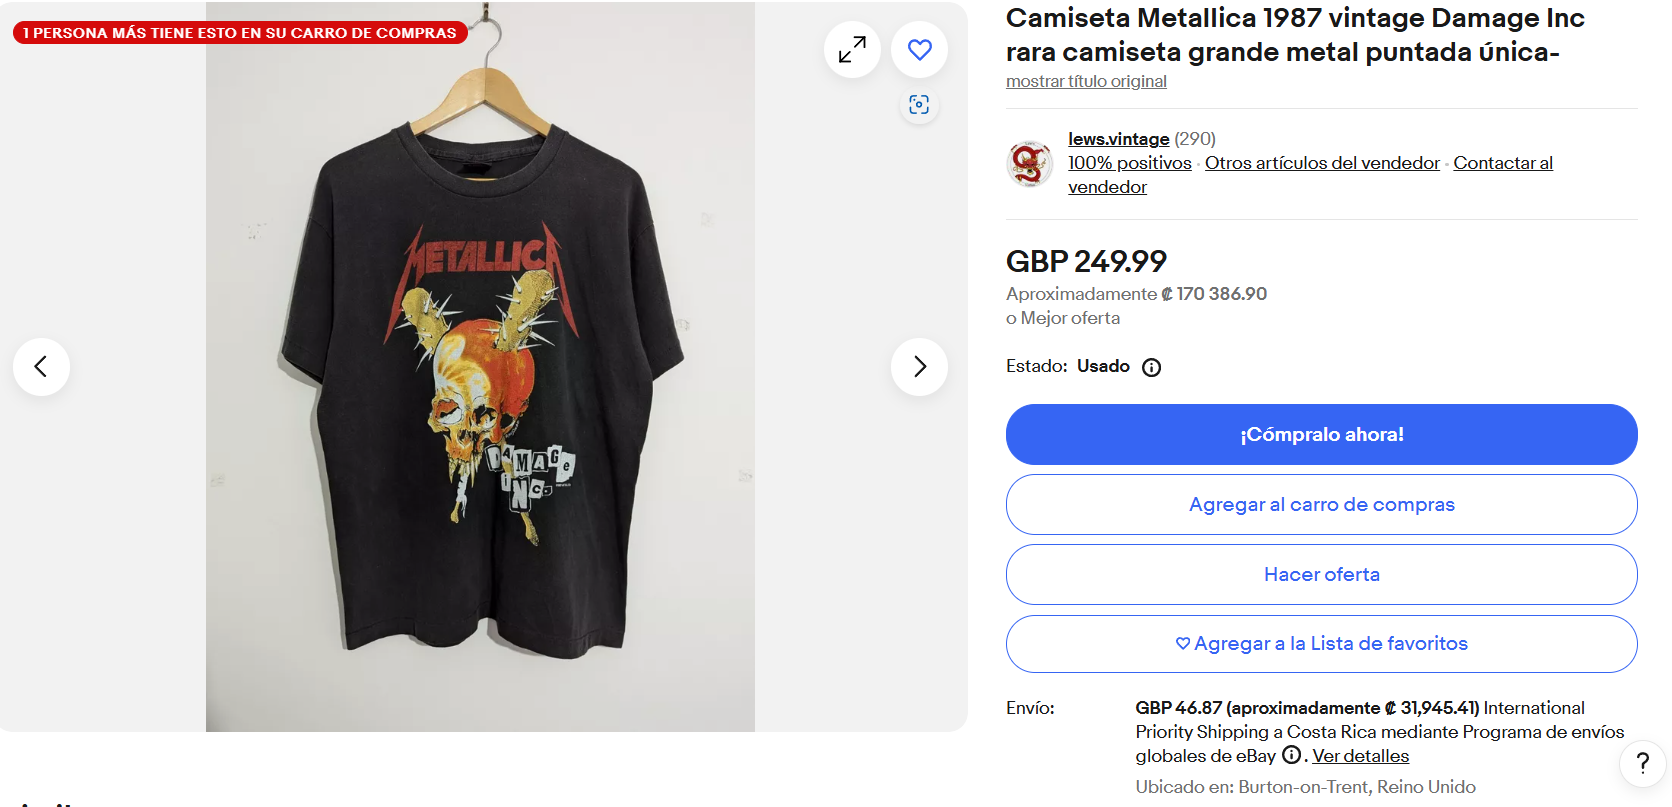 1 PERSONA MÁS TIENE ESTO EN SU CARRO DE COMPRAS
METALLICA
DAMAGE
iNC.
Camiseta Metallica 1987 vintage Damage Inc
rara camiseta grande metal puntada única-
mostrar título original
lews.vintage (290)
100% positivos · Otros artículos del vendedor · Contactar al
vendedor
GBP 249.99
Aproximadamente ₡ 170 386.90
o Mejor oferta
Estado: Usado
¡Cómpralo ahora!
Agregar al carro de compras
Hacer oferta
Agregar a la Lista de favoritos
Envío: GBP 46.87 (aproximadamente ₡ 31,945.41) International
Priority Shipping a Costa Rica mediante Programa de envíos
globales de eBay . Ver detalles
Ubicado en: Burton-on-Trent, Reino Unido
?